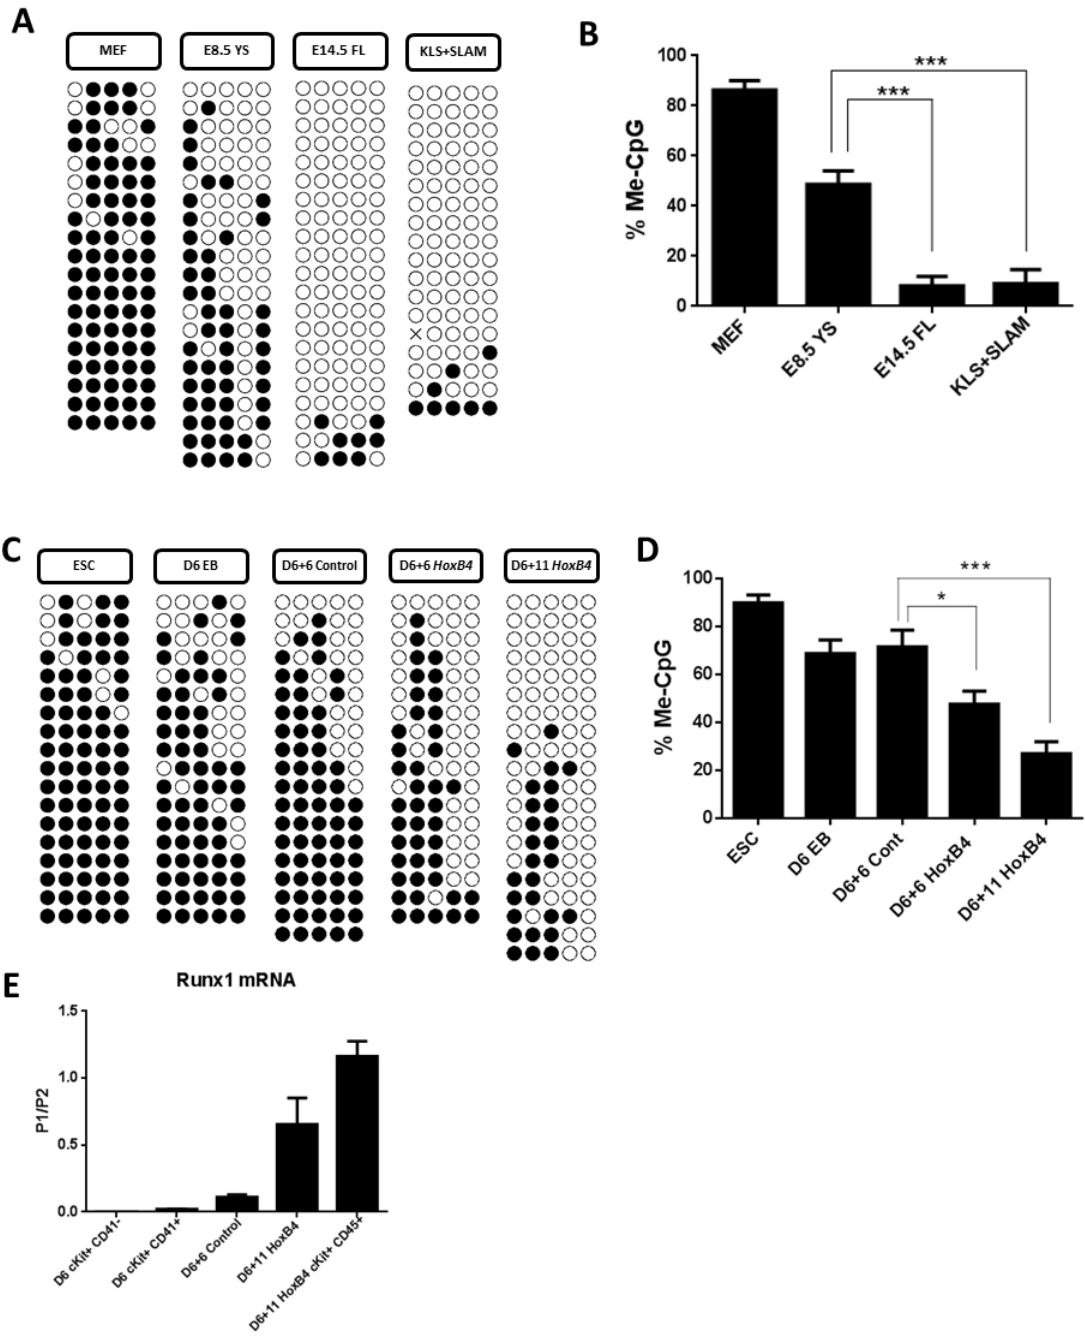 A
MEF
E8.5 YS
E14.5 FL
KLS+SLAM
B
% Me-CpG
100
80
60
40
20
0
***
***
MEF
E8.5 YS
E14.5 FL
KLS+SLAM
C
ESC
D6 EB
D6+6 Control
D6+6 HoxB4
D6+11 HoxB4
D
% Me-CpG
100
80
60
40
20
0
***
*
ESC
D6 EB
D6+6 Cont
D6+6 HoxB4
D6+11 HoxB4
E
Runx1 mRNA
P1/P2
1.5
1.0
0.5
0.0
D6 cKit+ CD41-
D6 cKit+ CD41+
D6+6 Control
D6+11 HoxB4
D6+11 HoxB4 cKit+ CD45+